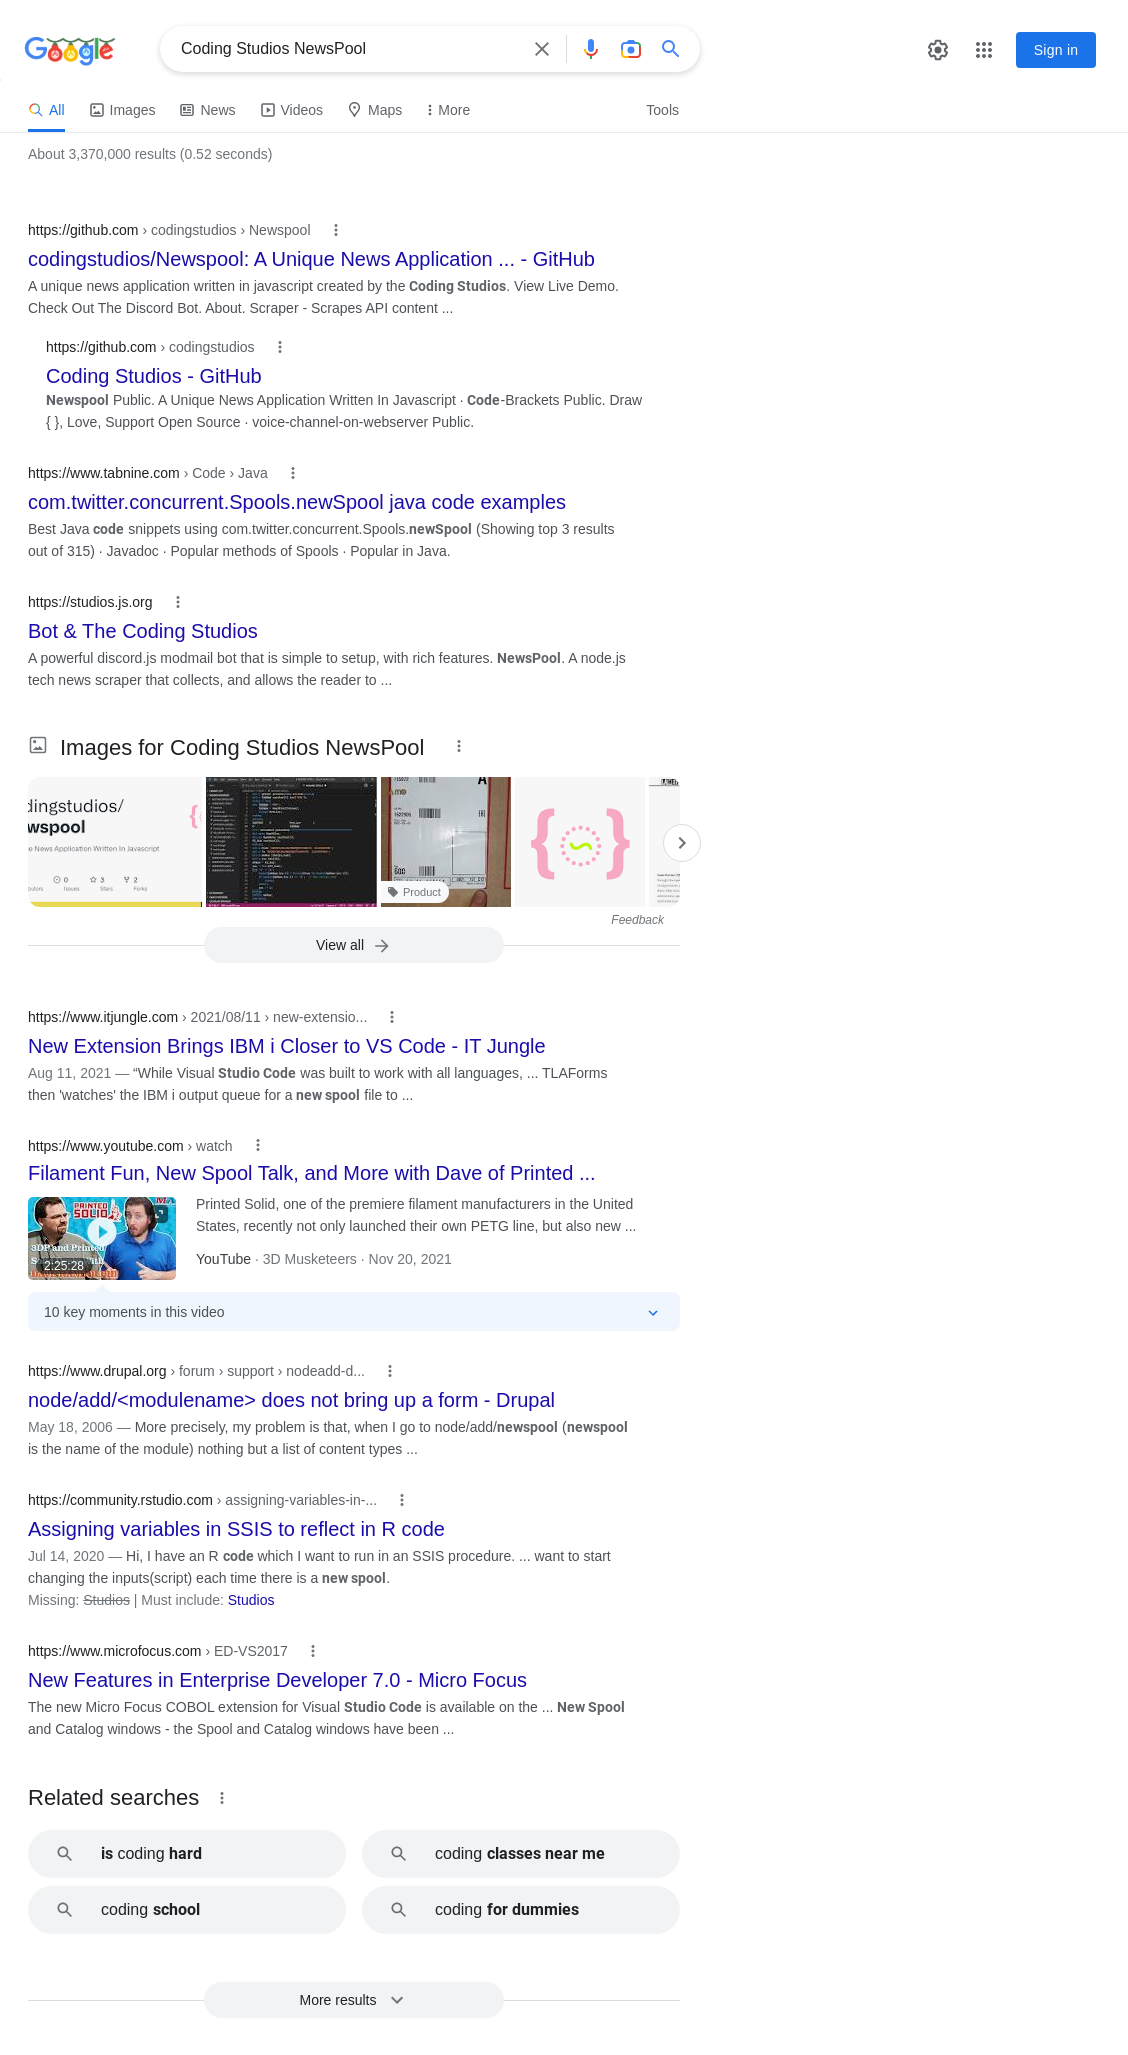 Google
Coding Studios NewsPool
Sign in
All Images News Videos Maps More Tools
About 3,370,000 results (0.52 seconds)
https://github.com › codingstudios › Newspool
codingstudios/Newspool: A Unique News Application ... - GitHub
A unique news application written in javascript created by the Coding Studios. View Live Demo.
Check Out The Discord Bot. About. Scraper - Scrapes API content ...
https://github.com › codingstudios
Coding Studios - GitHub
Newspool Public. A Unique News Application Written In Javascript · Code-Brackets Public. Draw
{ }, Love, Support Open Source · voice-channel-on-webserver Public.
https://www.tabnine.com › Code › Java
com.twitter.concurrent.Spools.newSpool java code examples
Best Java code snippets using com.twitter.concurrent.Spools.newSpool (Showing top 3 results
out of 315) · Javadoc · Popular methods of Spools · Popular in Java.
https://studios.js.org
Bot & The Coding Studios
A powerful discord.js modmail bot that is simple to setup, with rich features. NewsPool. A node.js
tech news scraper that collects, and allows the reader to ...
Images for Coding Studios NewsPool
dingstudios/
wspool
e News Application Written In Javascript
0 3 2
butors Issues Stars Forks
Product
Feedback
View all
https://www.itjungle.com › 2021/08/11 › new-extensio...
New Extension Brings IBM i Closer to VS Code - IT Jungle
Aug 11, 2021 — “While Visual Studio Code was built to work with all languages, ... TLAForms
then 'watches' the IBM i output queue for a new spool file to ...
https://www.youtube.com › watch
Filament Fun, New Spool Talk, and More with Dave of Printed ...
PRINTED
SOLID
3DP and Printed
2:25:28
Printed Solid, one of the premiere filament manufacturers in the United
States, recently not only launched their own PETG line, but also new ...
YouTube · 3D Musketeers · Nov 20, 2021
10 key moments in this video
https://www.drupal.org › forum › support › nodeadd-d...
node/add/<modulename> does not bring up a form - Drupal
May 18, 2006 — More precisely, my problem is that, when I go to node/add/newspool (newspool
is the name of the module) nothing but a list of content types ...
https://community.rstudio.com › assigning-variables-in-...
Assigning variables in SSIS to reflect in R code
Jul 14, 2020 — Hi, I have an R code which I want to run in an SSIS procedure. ... want to start
changing the inputs(script) each time there is a new spool.
Missing: Studios | Must include: Studios
https://www.microfocus.com › ED-VS2017
New Features in Enterprise Developer 7.0 - Micro Focus
The new Micro Focus COBOL extension for Visual Studio Code is available on the ... New Spool
and Catalog windows - the Spool and Catalog windows have been ...
Related searches
is coding hard
coding classes near me
coding school
coding for dummies
More results